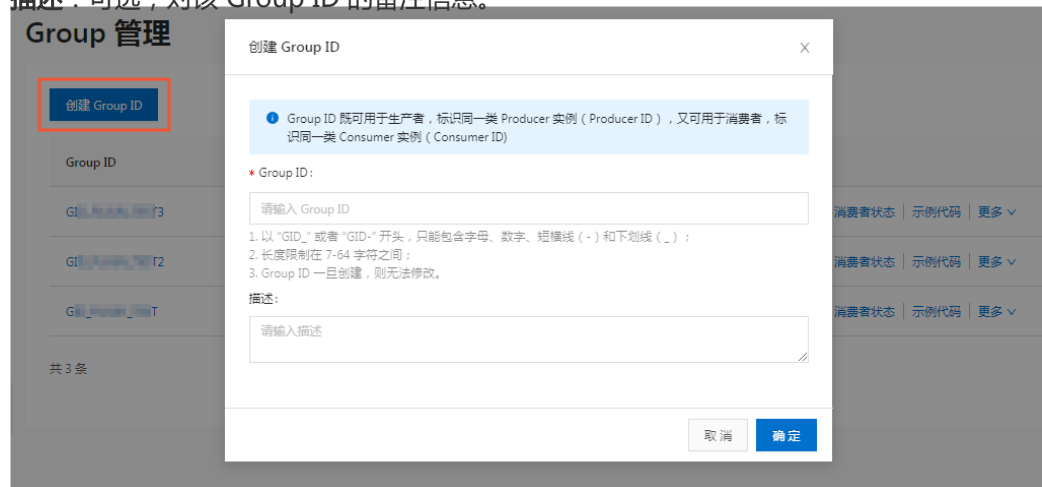 描述：可选，对该 Group ID 的备注信息。
Group 管理
创建 Group ID
创建 Group ID
Group ID 既可用于生产者，标识同一类 Producer 实例（Producer ID），又可用于消费者，标
识同一类 Consumer 实例（Consumer ID)
Group ID
* Group ID:
请输入 Group ID
消费者状态 示例代码 更多
1. 以 "GID_" 或者 "GID-" 开头，只能包含字母、数字、短横线（-）和下划线（_）；
2. 长度限制在 7-64 字符之间；
消费者状态 示例代码 更多
3. Group ID 一旦创建，则无法修改。
描述:
消费者状态 示例代码 更多
请输入描述
共 3 条
取消 确定